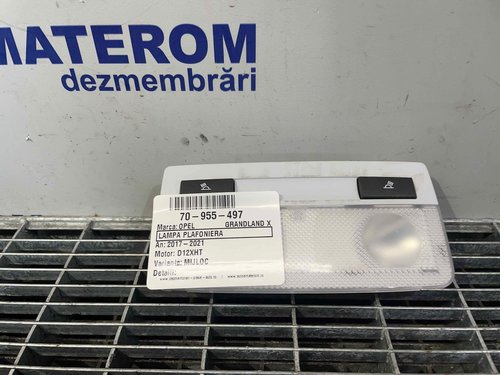 MATEROM
dezmembrări
70-955-497
Marca: OPEL GRANDLAND X
LAMPA PLAFONIERA
An: 2017-2021
Motor: D12XHT
Varianta: MIJLOC
Detalii: